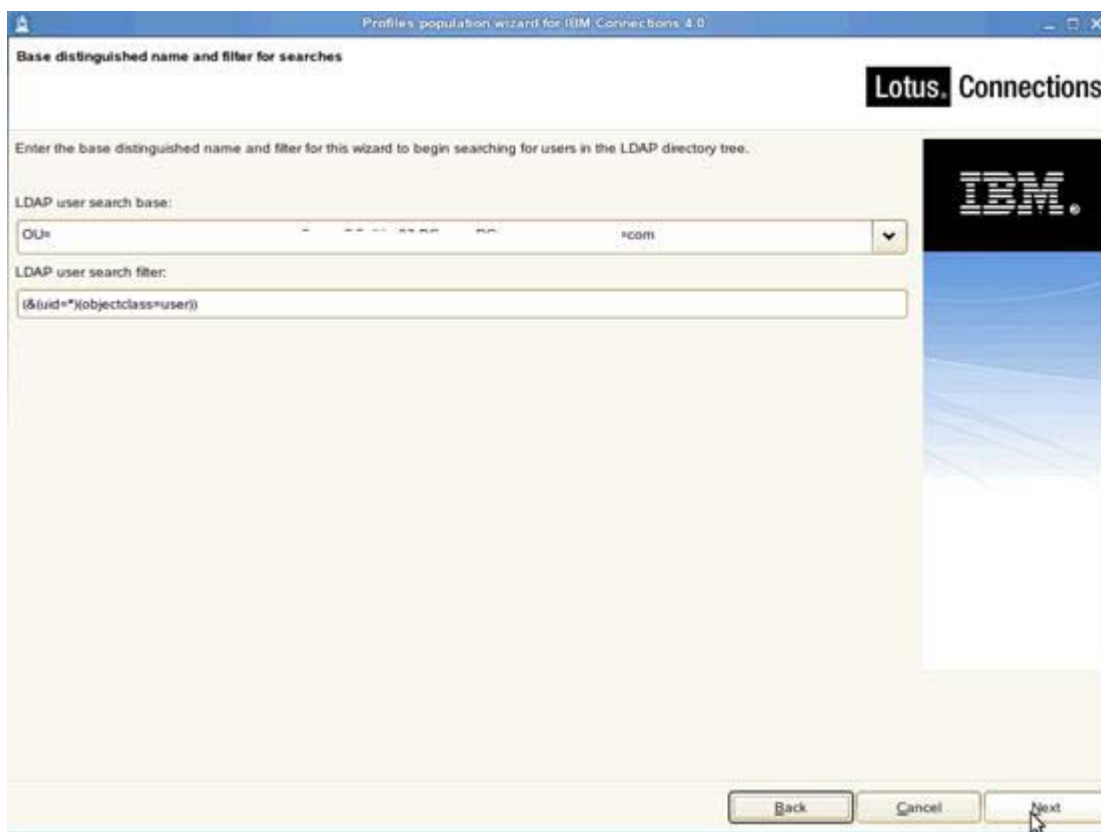 Profiles population wizard for IBM Connections 4.0
Base distinguished name and filter for searches
Lotus. Connections
Enter the base distinguished name and filter for this wizard to begin searching for users in the LDAP directory tree.
IBM.
LDAP user search base:
OU= =com
LDAP user search filter:
(&(uid=*)(objectclass=user))
Back Cancel Next